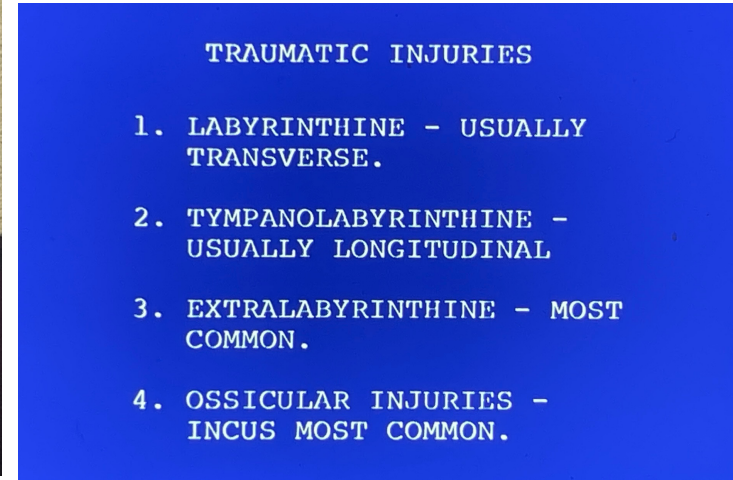 TRAUMATIC INJURIES
1. LABYRINTHINE - USUALLY
TRANSVERSE.
2. TYMPANOLABYRINTHINE -
USUALLY LONGITUDINAL
3. EXTRALABYRINTHINE - MOST
COMMON.
4. OSSICULAR INJURIES -
INCUS MOST COMMON.